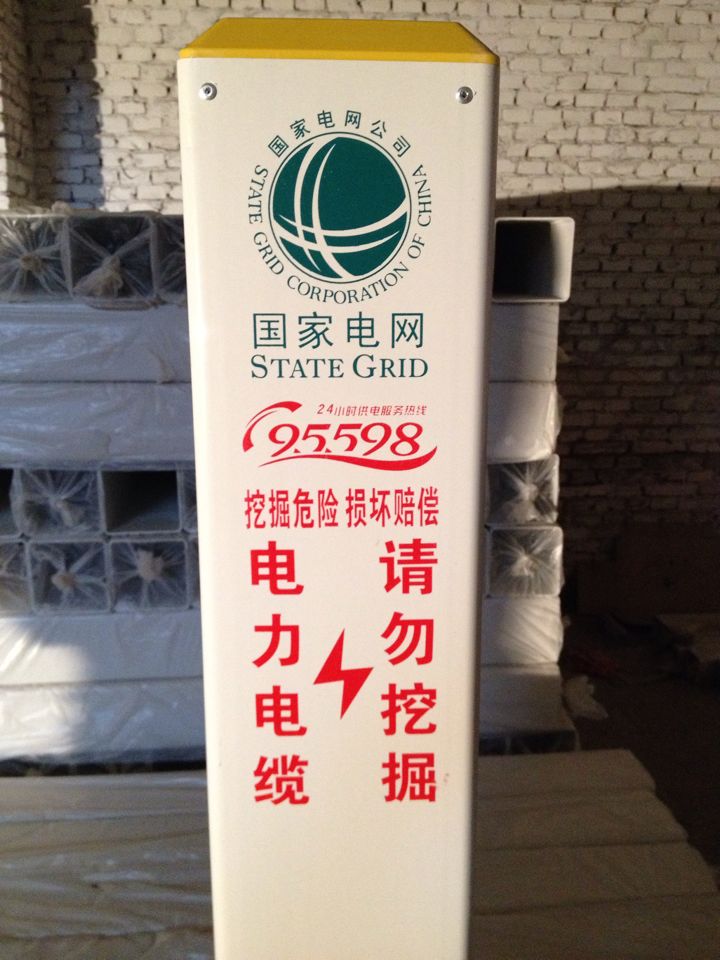 国家电网公司
STATE GRID CORPORATION OF CHINA
国家电网
STATE GRID
24小时供电服务热线
95598
挖掘危险 损坏赔偿
电力电缆
请勿挖掘